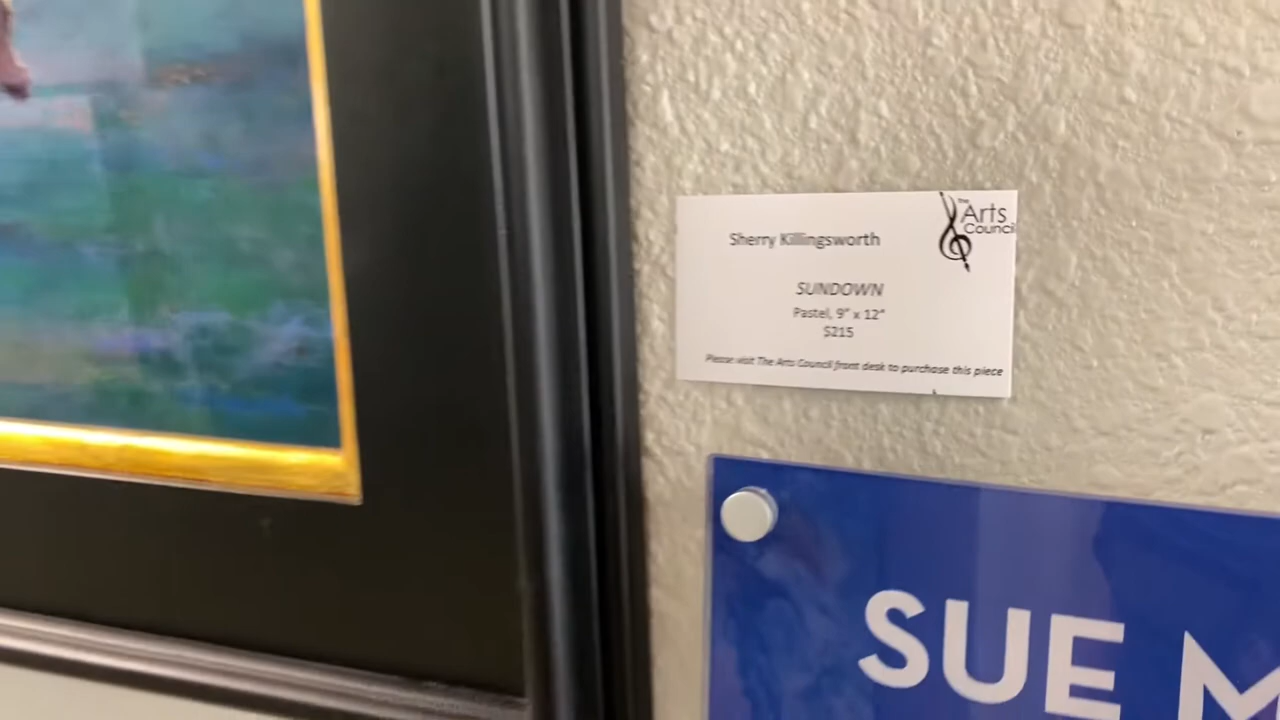 The
Arts
Council
Sherry Killingsworth
SUNDOWN
Pastel, 9" x 12"
$215
Please visit The Arts Council front desk to purchase this piece
SUE M